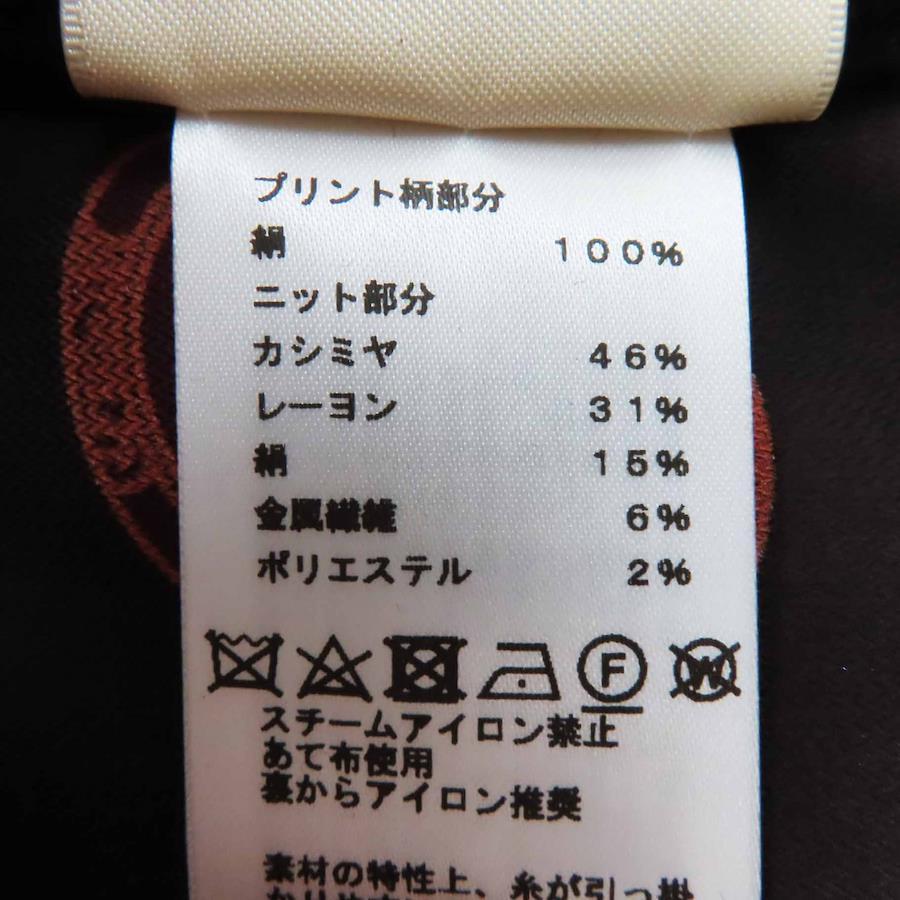 プリント柄部分
絹 100%
ニット部分
カシミヤ 46%
レーヨン 31%
絹 15%
金属繊維 6%
ポリエステル 2%
F W
スチームアイロン禁止
あて布使用
裏からアイロン推奨
素材の特性上、糸が引っ掛